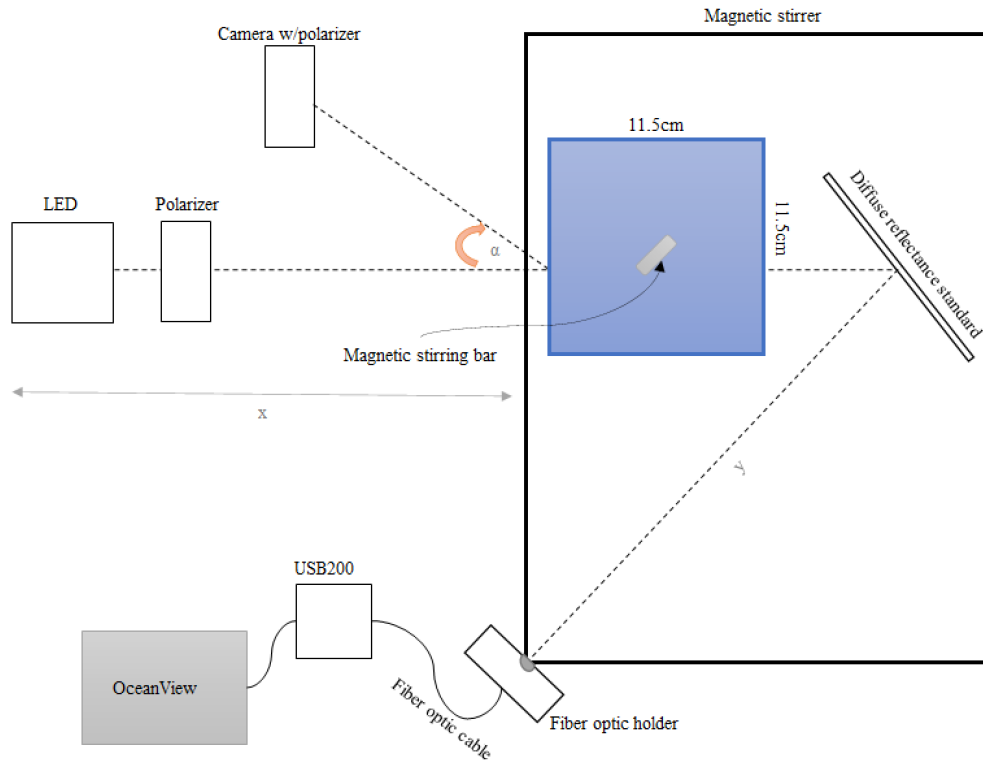 Magnetic stirrer
Camera w/polarizer
11.5cm
LED
Polarizer
α
11.5cm
Diffuse reflectance standard
Magnetic stirring bar
x
y
USB200
OceanView
Fiber optic cable
Fiber optic holder